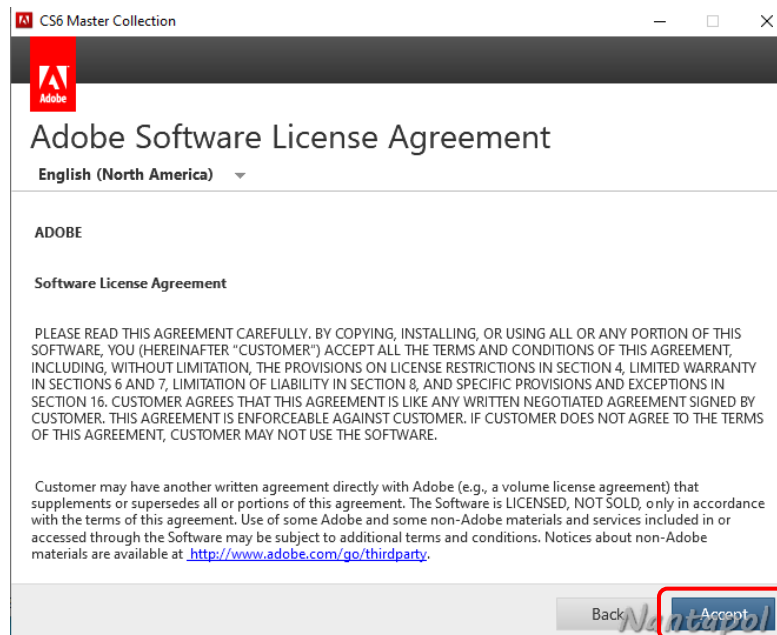 CS6 Master Collection
Adobe
Adobe Software License Agreement
English (North America)
ADOBE
Software License Agreement
PLEASE READ THIS AGREEMENT CAREFULLY. BY COPYING, INSTALLING, OR USING ALL OR ANY PORTION OF THIS
SOFTWARE, YOU (HEREINAFTER “CUSTOMER”) ACCEPT ALL THE TERMS AND CONDITIONS OF THIS AGREEMENT,
INCLUDING, WITHOUT LIMITATION, THE PROVISIONS ON LICENSE RESTRICTIONS IN SECTION 4, LIMITED WARRANTY
IN SECTIONS 6 AND 7, LIMITATION OF LIABILITY IN SECTION 8, AND SPECIFIC PROVISIONS AND EXCEPTIONS IN
SECTION 16. CUSTOMER AGREES THAT THIS AGREEMENT IS LIKE ANY WRITTEN NEGOTIATED AGREEMENT SIGNED BY
CUSTOMER. THIS AGREEMENT IS ENFORCEABLE AGAINST CUSTOMER. IF CUSTOMER DOES NOT AGREE TO THE TERMS
OF THIS AGREEMENT, CUSTOMER MAY NOT USE THE SOFTWARE.
Customer may have another written agreement directly with Adobe (e.g., a volume license agreement) that
supplements or supersedes all or portions of this agreement. The Software is LICENSED, NOT SOLD, only in accordance
with the terms of this agreement. Use of some Adobe and some non-Adobe materials and services included in or
accessed through the Software may be subject to additional terms and conditions. Notices about non-Adobe
materials are available at http://www.adobe.com/go/thirdparty.
Back
Accept
Nantapol